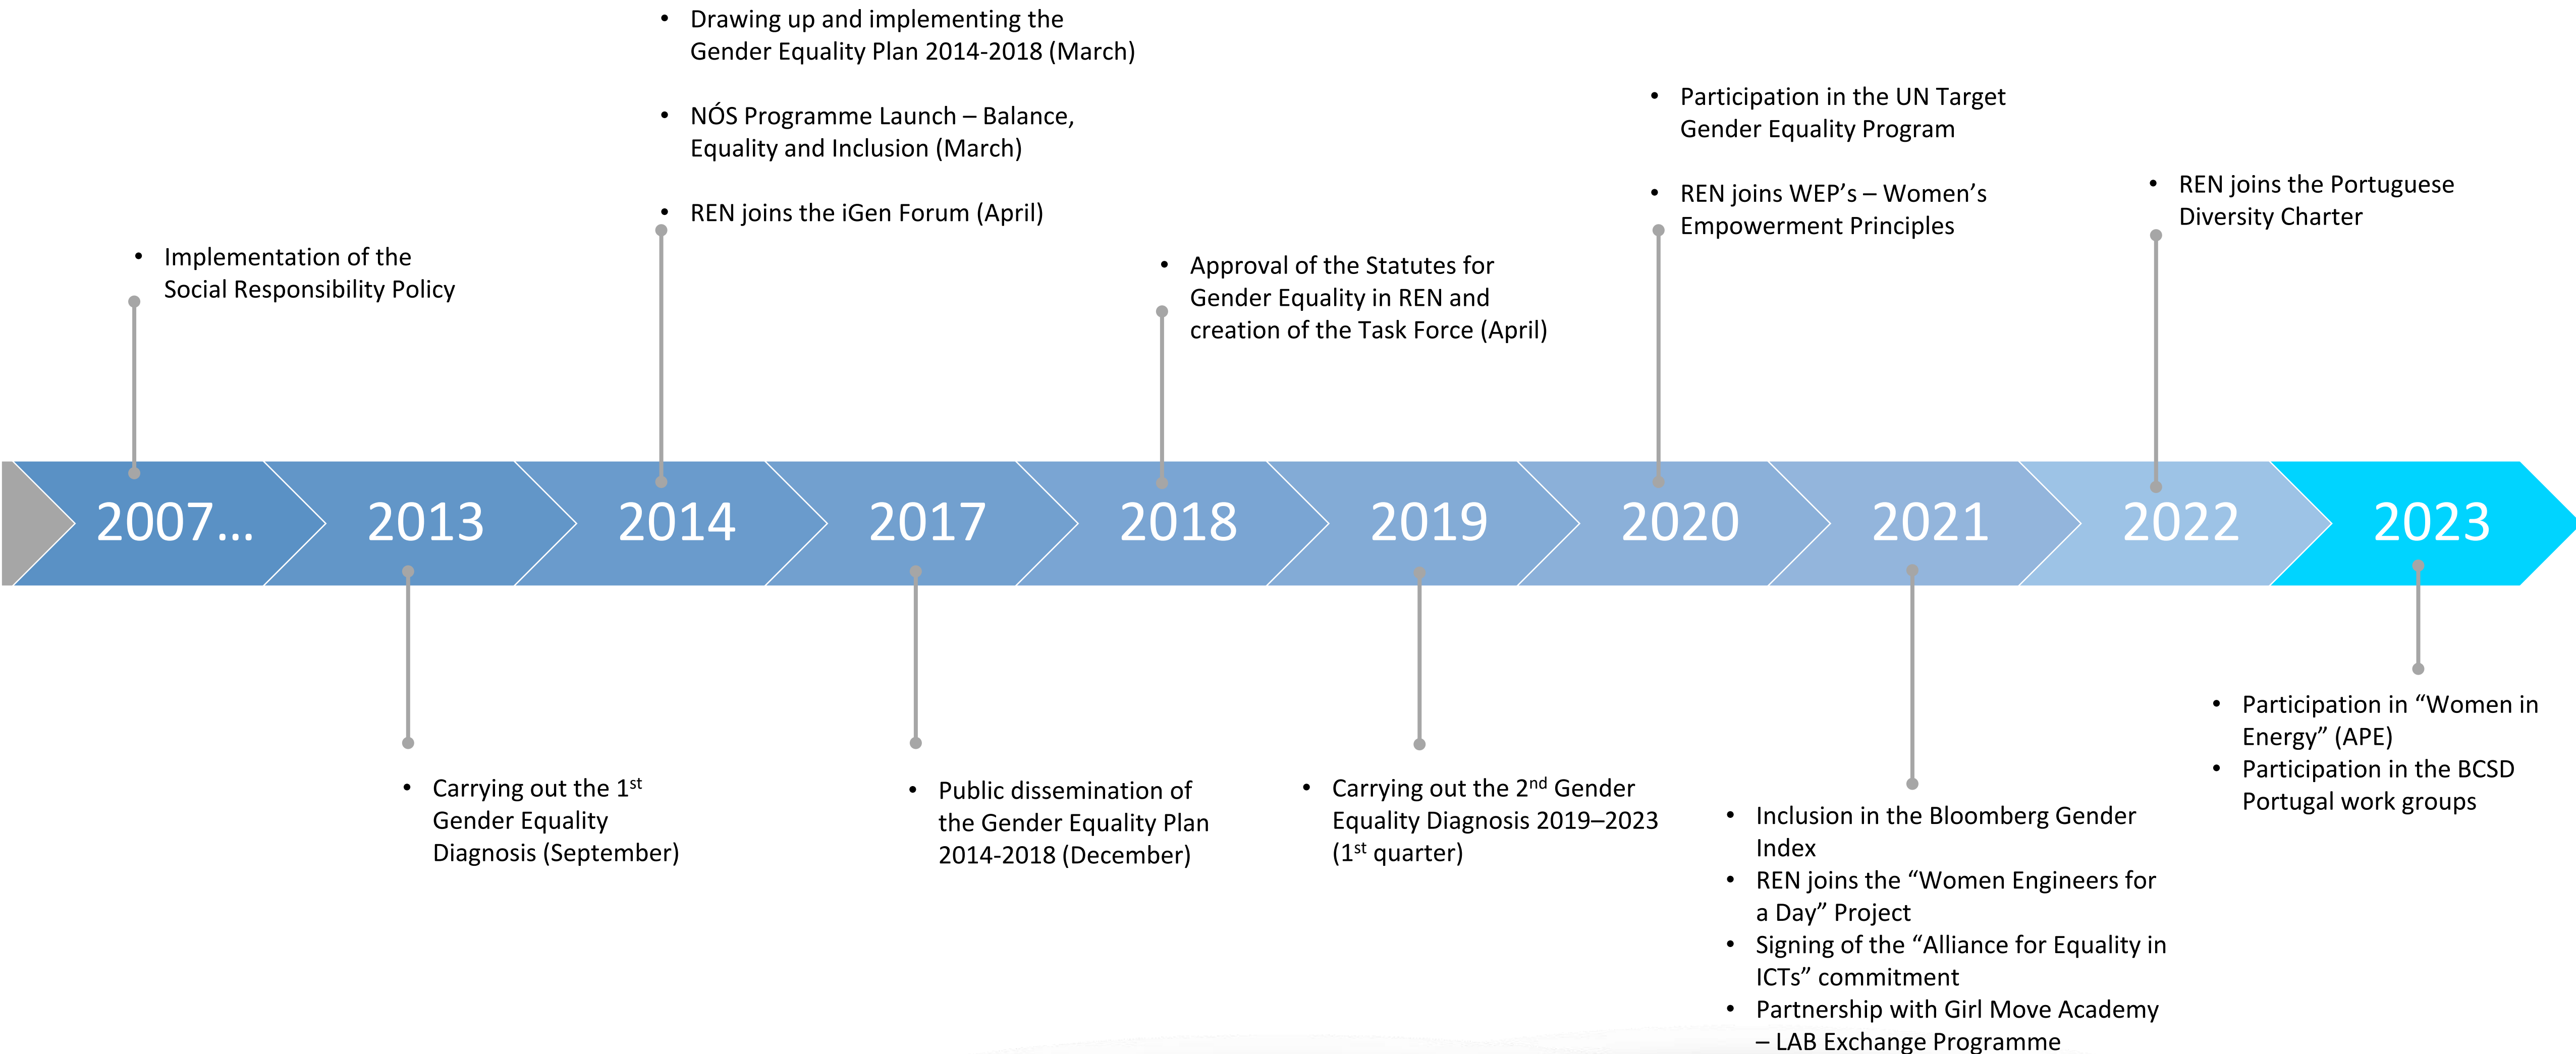 • Drawing up and implementing the
Gender Equality Plan 2014-2018 (March)
• NÓS Programme Launch – Balance,
Equality and Inclusion (March)
• REN joins the iGen Forum (April)
• Participation in the UN Target
Gender Equality Program
• REN joins WEP’s – Women’s
Empowerment Principles
• REN joins the Portuguese
Diversity Charter
• Implementation of the
Social Responsibility Policy
• Approval of the Statutes for
Gender Equality in REN and
creation of the Task Force (April)
2007...
2013
2014
2017
2018
2019
2020
2021
2022
2023
• Carrying out the 1st
Gender Equality
Diagnosis (September)
• Public dissemination of
the Gender Equality Plan
2014-2018 (December)
• Carrying out the 2nd Gender
Equality Diagnosis 2019–2023
(1st quarter)
• Inclusion in the Bloomberg Gender
Index
• REN joins the “Women Engineers for
a Day” Project
• Signing of the “Alliance for Equality in
ICTs” commitment
• Partnership with Girl Move Academy
– LAB Exchange Programme
• Participation in “Women in
Energy” (APE)
• Participation in the BCSD
Portugal work groups